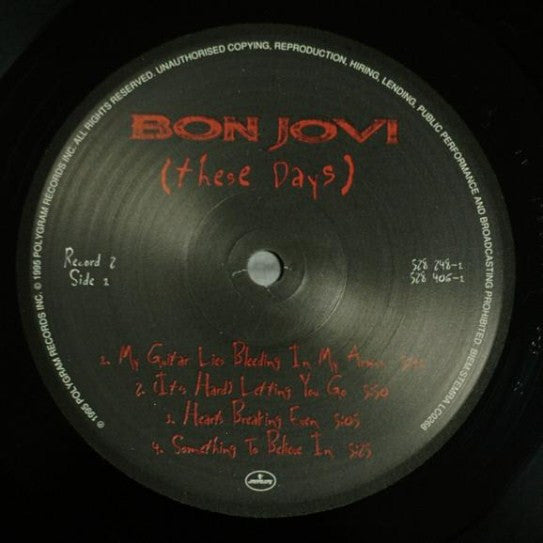 UNAUTHORISED COPYING, REPRODUCTION, HIRING, LENDING, PUBLIC PERFORMANCE AND BROADCASTING PROHIBITED. BIEM/STEMRA LC0268
℗ 1995 POLYGRAM RECORDS INC. © 1995 POLYGRAM RECORDS INC. ALL RIGHTS RESERVED.
BON JOVI
(these Days)
Record 2
Side 2
528 248-1
528 406-1
1. My Guitar Lies Bleeding In My Arms
2. (It's Hard) Letting You Go 5:50
3. Hearts Breaking Even 5:05
4. Something To Believe In 5:25